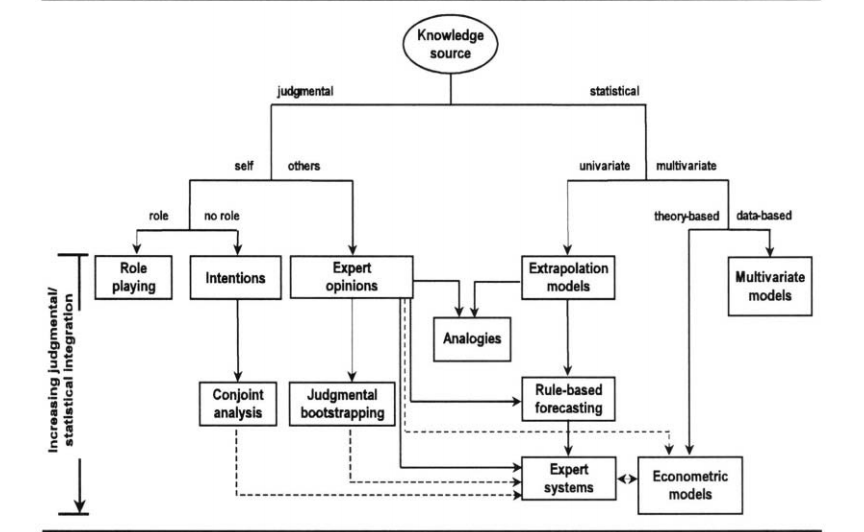 Knowledge
source
judgmental
statistical
self
others
univariate
multivariate
role
no role
theory-based
data-based
Role
playing
Intentions
Expert
opinions
Extrapolation
models
Multivariate
models
Analogies
Conjoint
analysis
Judgmental
bootstrapping
Rule-based
forecasting
Expert
systems
Econometric
models
Increasing judgmental/
statistical integration